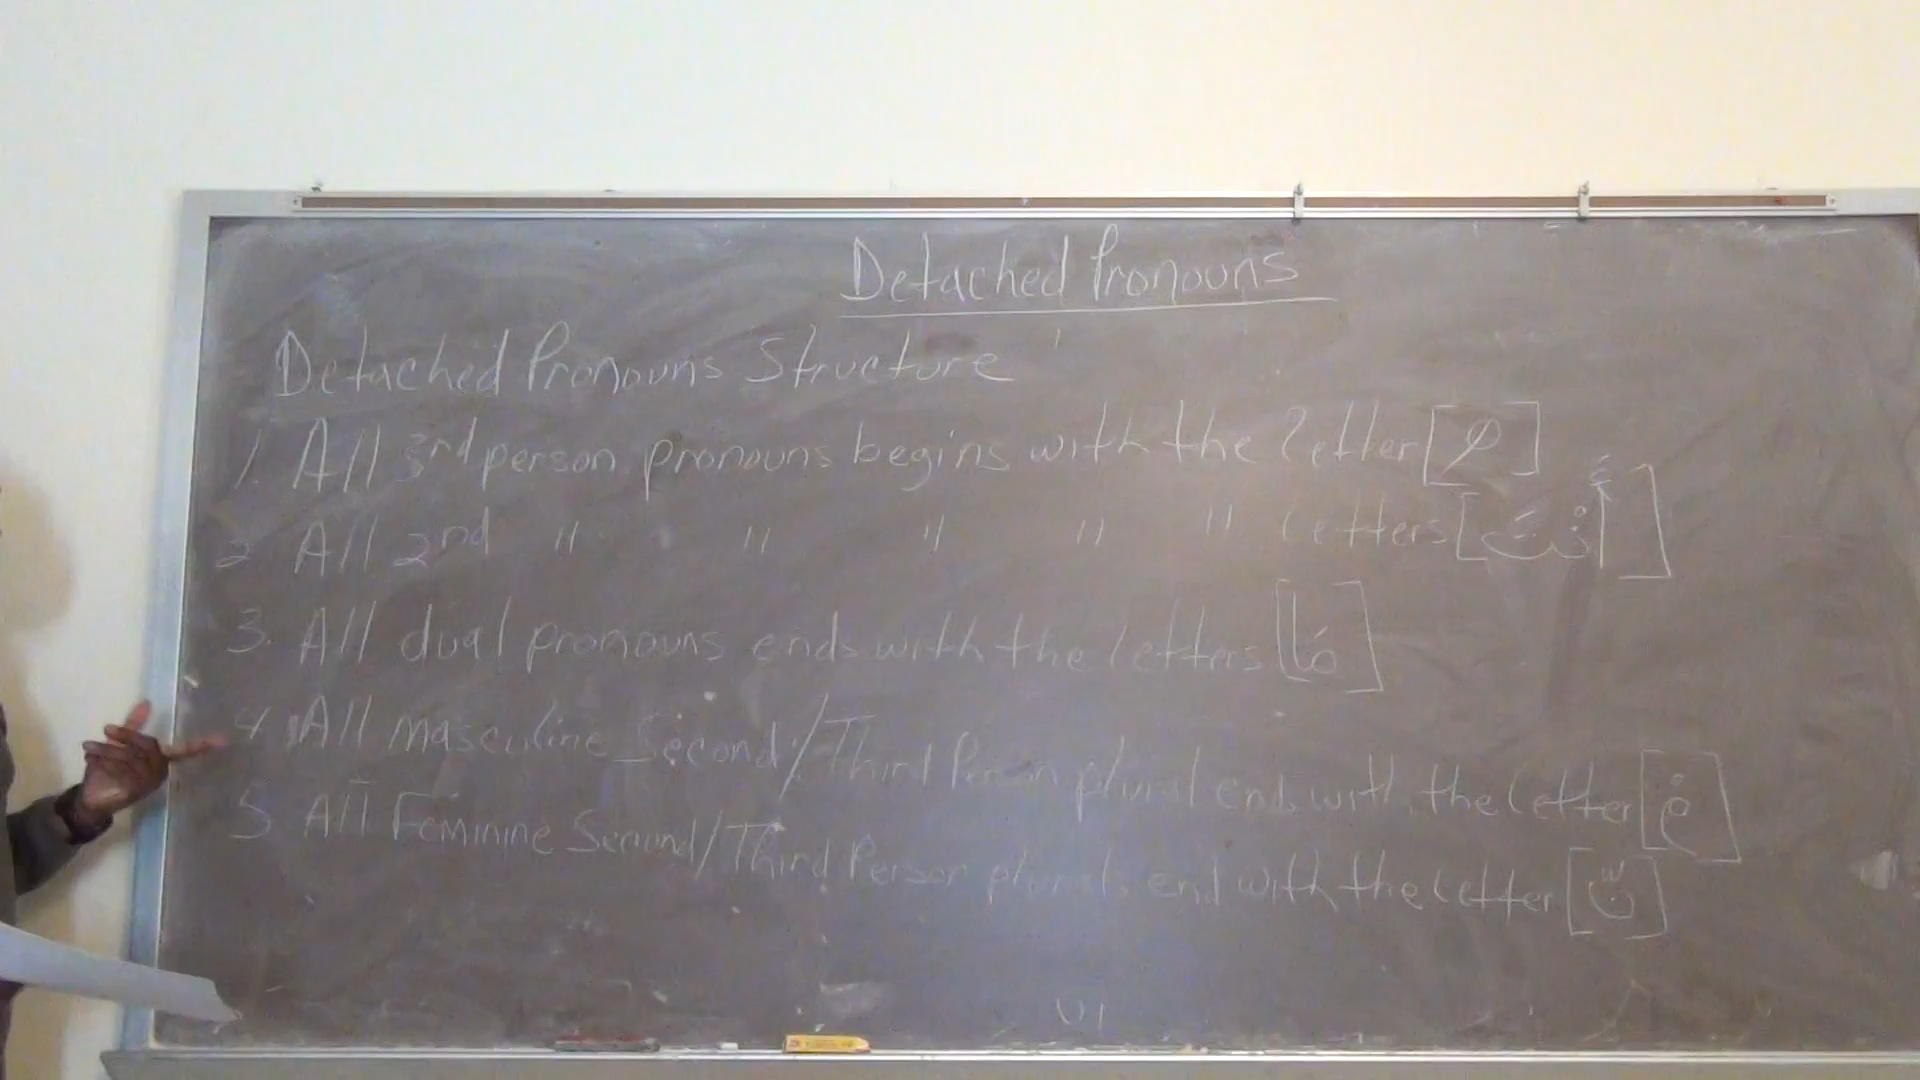 Detached Pronouns
Detached Pronouns Structure
1. All 3rd person pronouns begins with the letter [ه]
2. All 2nd " " " " " letters [أَنْتَ]
3. All dual pronouns ends with the letters [مَا]
4. All masculine Second/Third Person plural end with the letter [مْ]
5. All Feminine Second/Third Person plurals end with the letter [نّ]